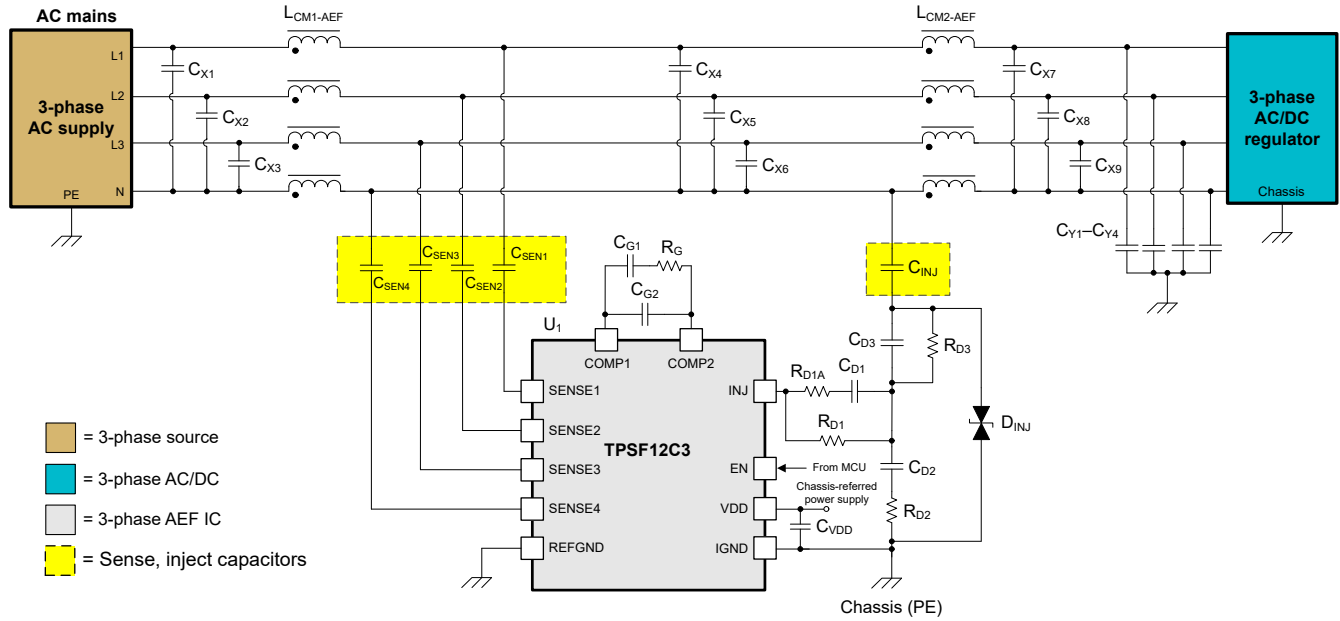 AC mains
LCM1-AEF
LCM2-AEF
L1
CX1
CX4
CX7
3-phase
AC supply
L2
CX2
CX5
CX8
3-phase
AC/DC
regulator
L3
CX3
CX6
CX9
N
PE
Chassis
CSEN4
CSEN3
CSEN2
CSEN1
CG1
RG
CG2
CINJ
CY1–CY4
U1
COMP1
COMP2
CD3
RD3
SENSE1
INJ
RD1A
CD1
SENSE2
RD1
DINJ
TPSF12C3
SENSE3
EN
From MCU
CD2
Chassis-referred
power supply
SENSE4
VDD
CVDD
RD2
REFGND
IGND
Chassis (PE)
= 3-phase source
= 3-phase AC/DC
= 3-phase AEF IC
= Sense, inject capacitors